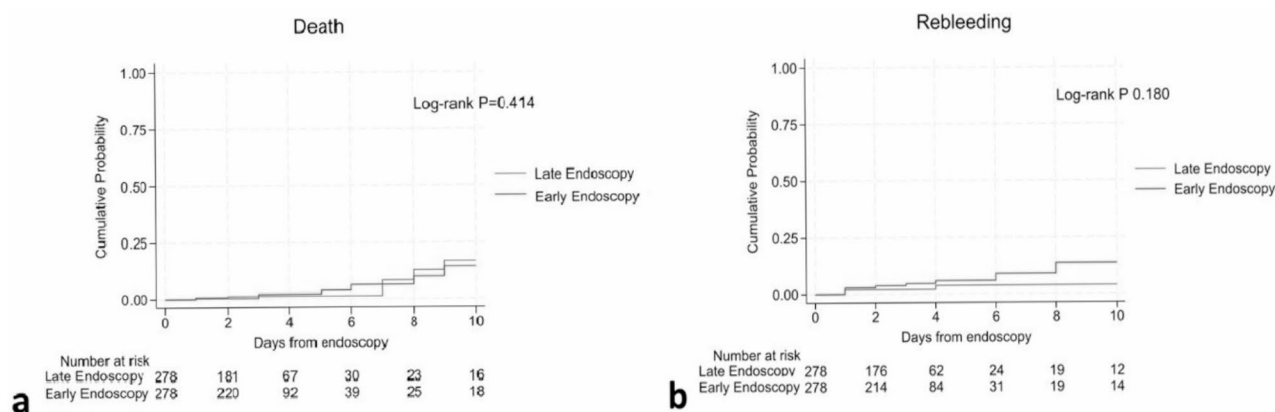 Death
1.00
0.75
0.50
0.25
0.00
Cumulative Probability
Log-rank P=0.414
Late Endoscopy
Early Endoscopy
0 2 4 6 8 10
Days from endoscopy
Number at risk
Late Endoscopy 278 181 67 30 23 16
Early Endoscopy 278 220 92 39 25 18
a
Rebleeding
1.00
0.75
0.50
0.25
0.00
Cumulative Probability
Log-rank P 0.180
Late Endoscopy
Early Endoscopy
0 2 4 6 8 10
Days from endoscopy
Number at risk
Late Endoscopy 278 176 62 24 19 12
Early Endoscopy 278 214 84 31 19 14
b